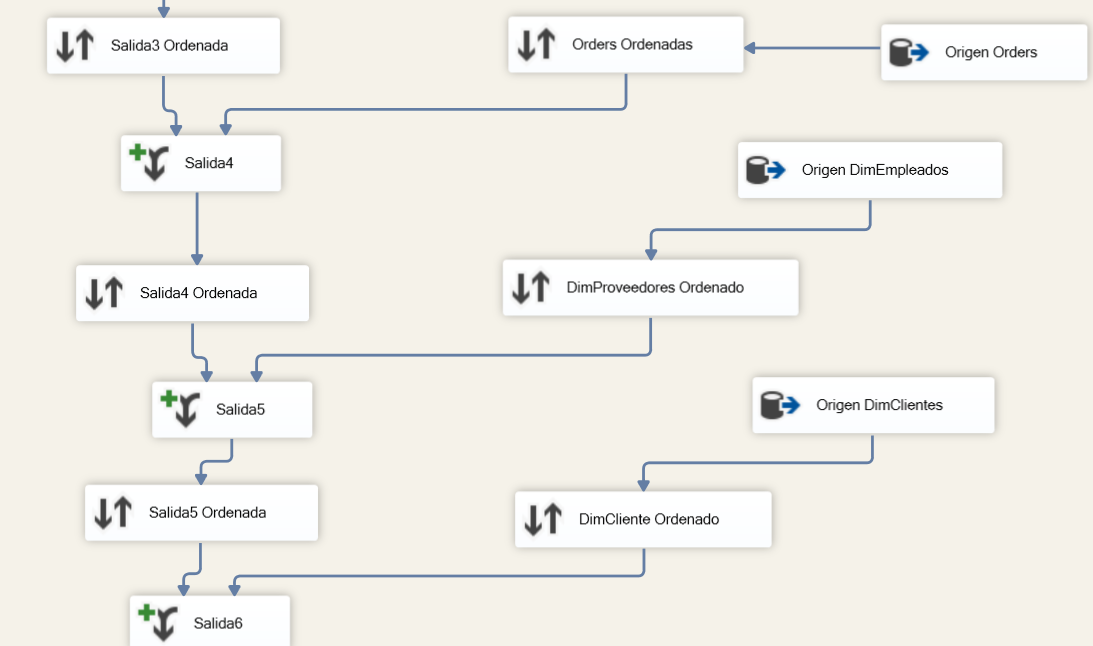 Salida3 Ordenada
Orders Ordenadas
Origen Orders
Salida4
Origen DimEmpleados
Salida4 Ordenada
DimProveedores Ordenado
Salida5
Origen DimClientes
Salida5 Ordenada
DimCliente Ordenado
Salida6